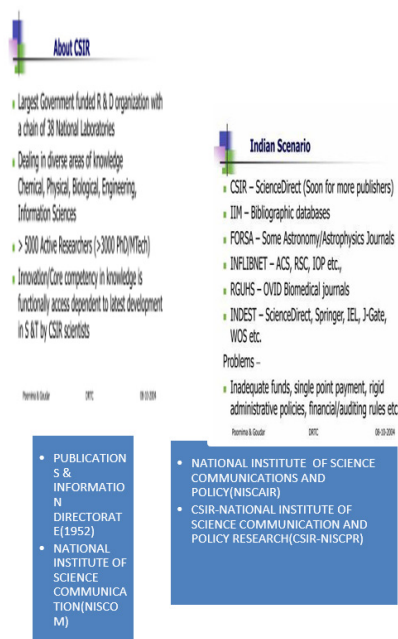 About CSIR
Largest Government funded R & D organization with
a chain of 38 National Laboratories
Dealing in diverse areas of knowledge
Chemical, Physical, Biological, Engineering,
Information Sciences
> 5000 Active Researchers (>3000 PhD/MTech)
Innovation/Core competency in knowledge is
functionally access dependent to latest development
in S &T by CSIR scientists
Poornima & Goudar DRTC 08-10-2004
Indian Scenario
CSIR – ScienceDirect (Soon for more publishers)
IIM – Bibliographic databases
FORSA – Some Astronomy/Astrophysics Journals
INFLIBNET – ACS, RSC, IOP etc.,
RGUHS – OVID Biomedical journals
INDEST – ScienceDirect, Springer, IEL, J-Gate,
WOS etc.
Problems –
Inadequate funds, single point payment, rigid
administrative policies, financial/auditing rules etc
Poornima & Goudar DRTC 08-10-2004
• PUBLICATION
S &
INFORMATIO
N
DIRECTORAT
E(1952)
• NATIONAL
INSTITUTE OF
SCIENCE
COMMUNICA
TION(NISCO
M)
• NATIONAL INSTITUTE OF SCIENCE
COMMUNICATIONS AND
POLICY(NISCAIR)
• CSIR-NATIONAL INSTITUTE OF
SCIENCE COMMUNICATION AND
POLICY RESEARCH(CSIR-NISCPR)